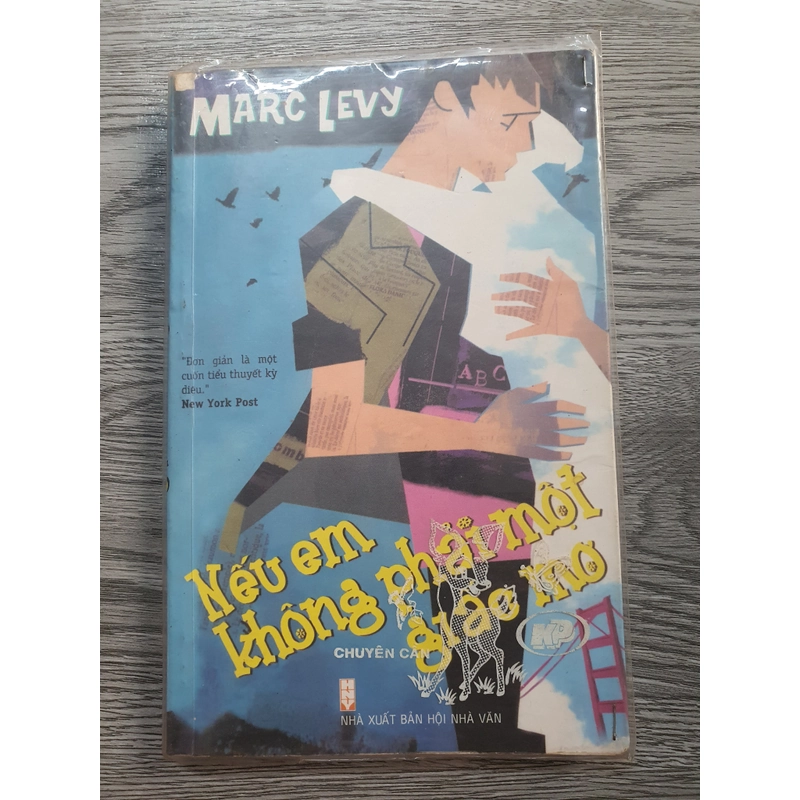 MARC LEVY
"Đơn giản là một
cuốn tiểu thuyết kỳ
diệu."
New York Post
ABC
omb
Nếu em
không phải một
giấc mơ
CHUYÊN CẦN
NHÀ XUẤT BẢN HỘI NHÀ VĂN